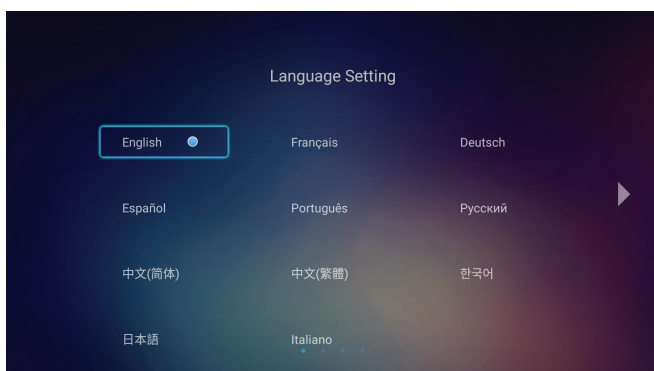 Language Setting
English Français Deutsch
Español Português Русский
中文(简体) 中文(繁體) 한국어
日本語 Italiano